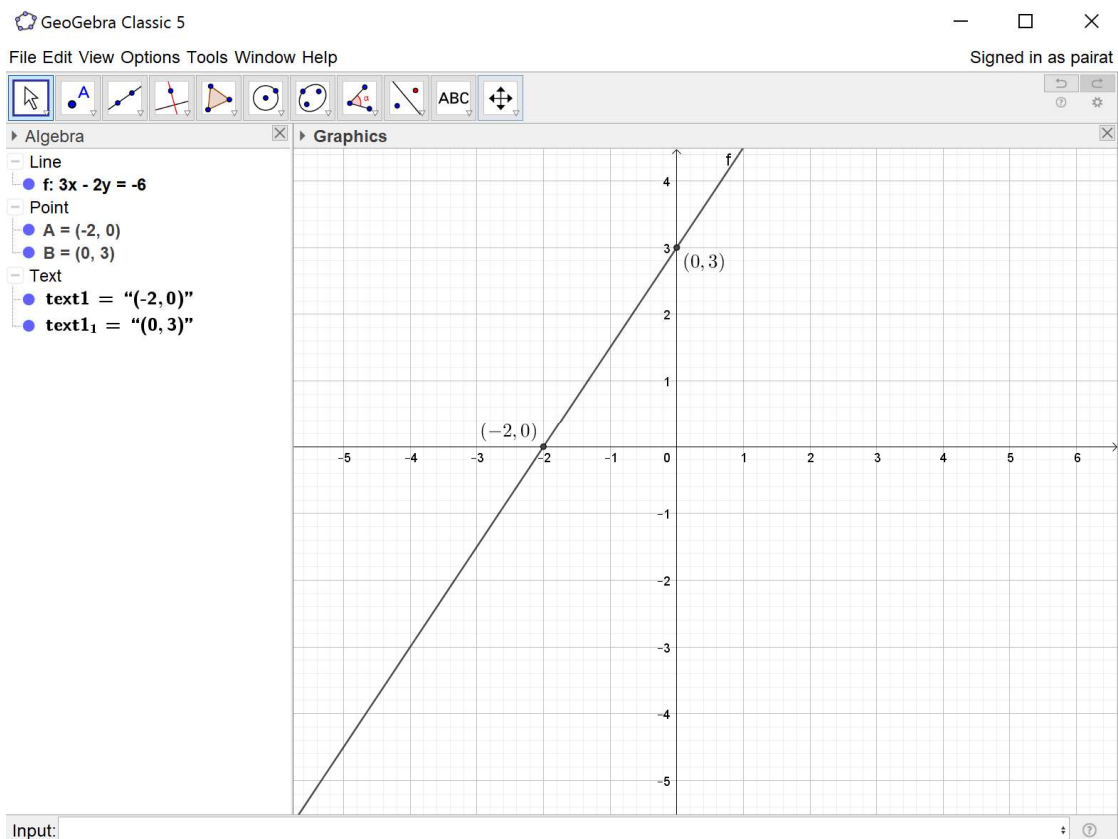 GeoGebra Classic 5
File Edit View Options Tools Window Help
Signed in as pairat
A
α
ABC
Algebra
Graphics
Line
f: 3x - 2y = -6
Point
A = (-2, 0)
B = (0, 3)
Text
text1 = “(-2, 0)”
text1₁ = “(0, 3)”
f
4
3
(0, 3)
2
1
(−2, 0)
-5 -4 -3 -2 -1 0 1 2 3 4 5 6
-1
-2
-3
-4
-5
Input: